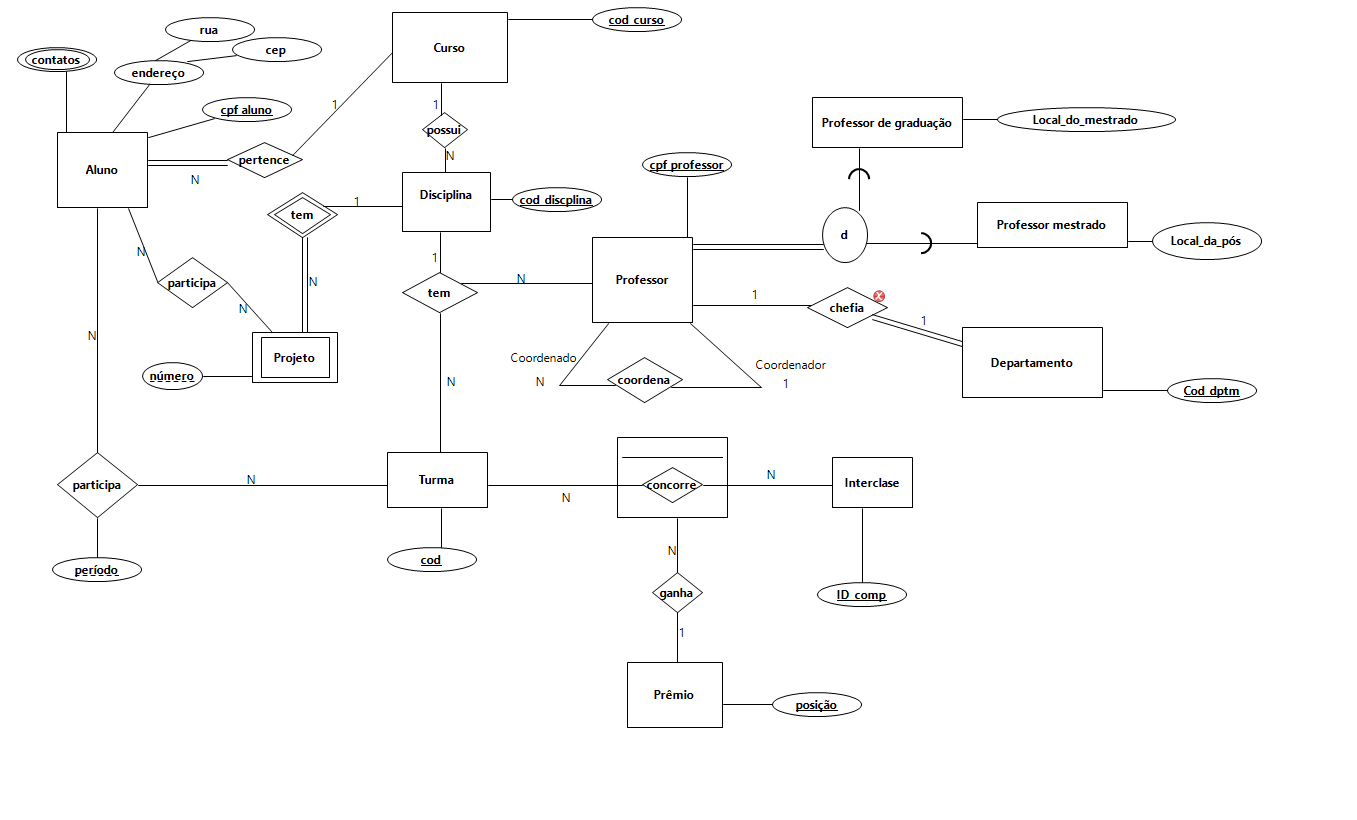 cod_curso
rua
Curso
cep
contatos
endereço
1
1
cpf aluno
Professor de graduação
Local_do_mestrado
possui
N
pertence
Aluno
cpf professor
N
Disciplina
1
cod_discplina
tem
Professor mestrado
d
Local_da_pós
N
1
N
Professor
N
participa
tem
1
chefia
N
1
N
Coordenado
Projeto
Coordenador
Departamento
número
N
N
coordena
1
Cod_dptm
N
Turma
participa
N
N
concorre
N
Interclase
N
cod
período
ganha
ID_comp
1
Prêmio
posição